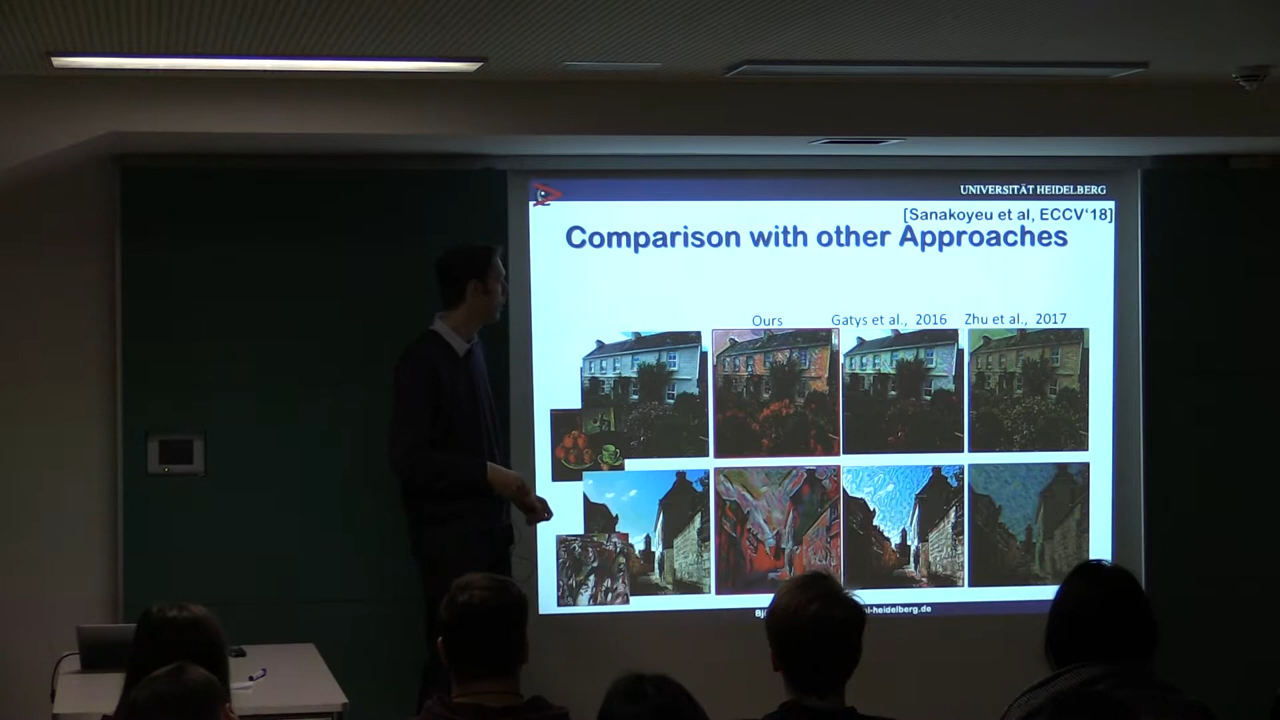 UNIVERSITÄT HEIDELBERG
[Sanakoyeu et al, ECCV‘18]
Comparison with other Approaches
Ours Gatys et al., 2016 Zhu et al., 2017